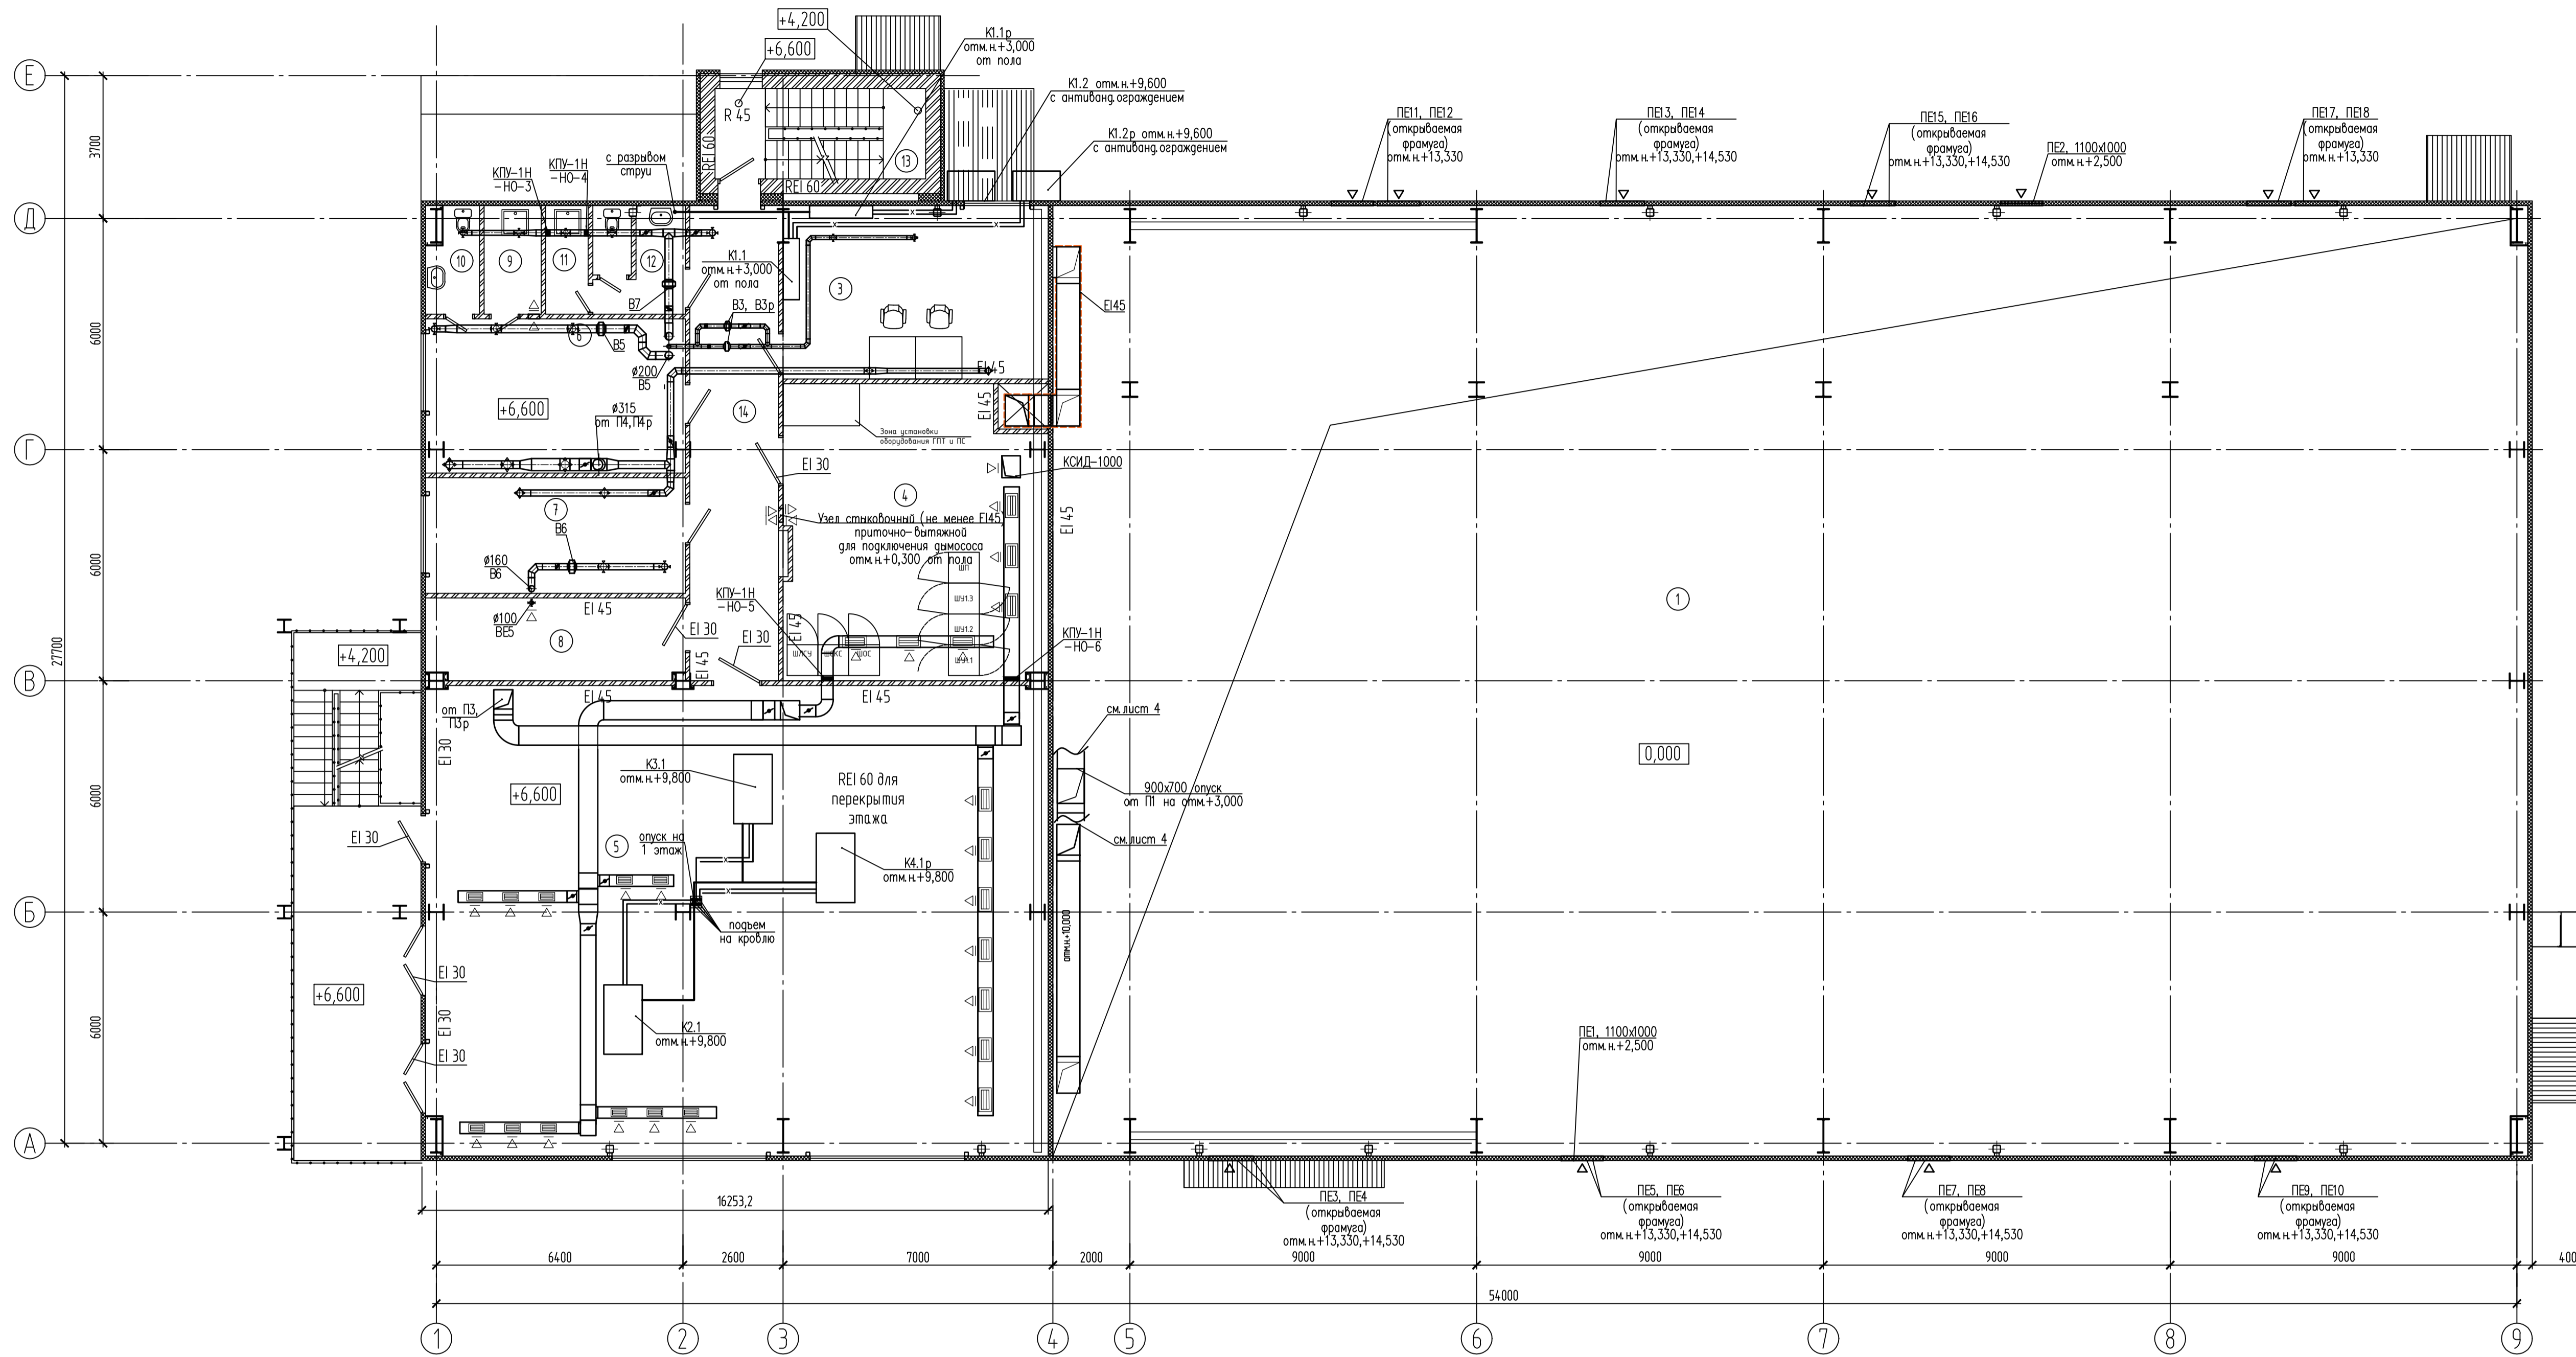 +4,200
+6,600
К1.1р
отм.н.+3,000
от пола
К1.2 отм.н.+9,600
с антиванд.ограждением
К1.2р отм.н.+9,600
с антиванд.ограждением
ПЕ11, ПЕ12
(открываемая
фрамуга)
отм.н.+13,330
ПЕ13, ПЕ14
(открываемая
фрамуга)
отм.н.+13,330,+14,530
ПЕ15, ПЕ16
(открываемая
фрамуга)
отм.н.+13,330,+14,530
ПЕ2, 1100х1000
отм.н.+2,500
ПЕ17, ПЕ18
(открываемая
фрамуга)
отм.н.+13,330
Е
3700
R 45
REI 60
13
REI 60
с разрывом
струи
КПУ-1Н
-НО-3
КПУ-1Н
-НО-4
Д
10
9
11
12
К1.1
отм.н.+3,000
от пола
3
В7
В3, В3р
EI45
6000
6
В5
ø200
В5
EI 45
+6,600
ø315
от П4,П4р
14
EI 45
Зона установки
оборудования ГПТ и ПС
Г
EI 30
КСИД-1000
4
7
Узел стыковочный (не менее EI45)
приточно-вытяжной
для подключения дымососа
отм.н.+0,300 от пола
EI 45
В6
ø160
В6
6000
ШП
ШУ1.3
ШУ1.2
ШУ1.1
КПУ-1Н
-НО-5
EI 45
ø100
ВЕ5
EI 30
EI 30
EI 45
8
ШЛСУ
ШОКС
ШОС
КПУ-1Н
-НО-6
1
27700
+4,200
EI 45
В
EI 45
EI 45
от П3,
П3р
см.лист 4
EI 30
0,000
К3.1
отм.н.+9,800
REI 60 для
перекрытия
этажа
900х700 опуск
от П1 на отм.+3,000
6000
+6,600
EI 30
5
опуск на
1 этаж
см.лист 4
К4.1р
отм.н.+9,800
Б
подъем
на кровлю
отм.н.+10,000
EI 30
+6,600
EI 30
К2.1
отм.н.+9,800
6000
EI 30
ПЕ1, 1100х1000
отм.н.+2,500
А
16253,2
ПЕ3, ПЕ4
(открываемая
фрамуга)
отм.н.+13,330,+14,530
ПЕ5, ПЕ6
(открываемая
фрамуга)
отм.н.+13,330,+14,530
ПЕ7, ПЕ8
(открываемая
фрамуга)
отм.н.+13,330,+14,530
ПЕ9, ПЕ10
(открываемая
фрамуга)
отм.н.+13,330,+14,530
6400
2600
7000
2000
9000
9000
9000
9000
400
54000
1
2
3
4
5
6
7
8
9